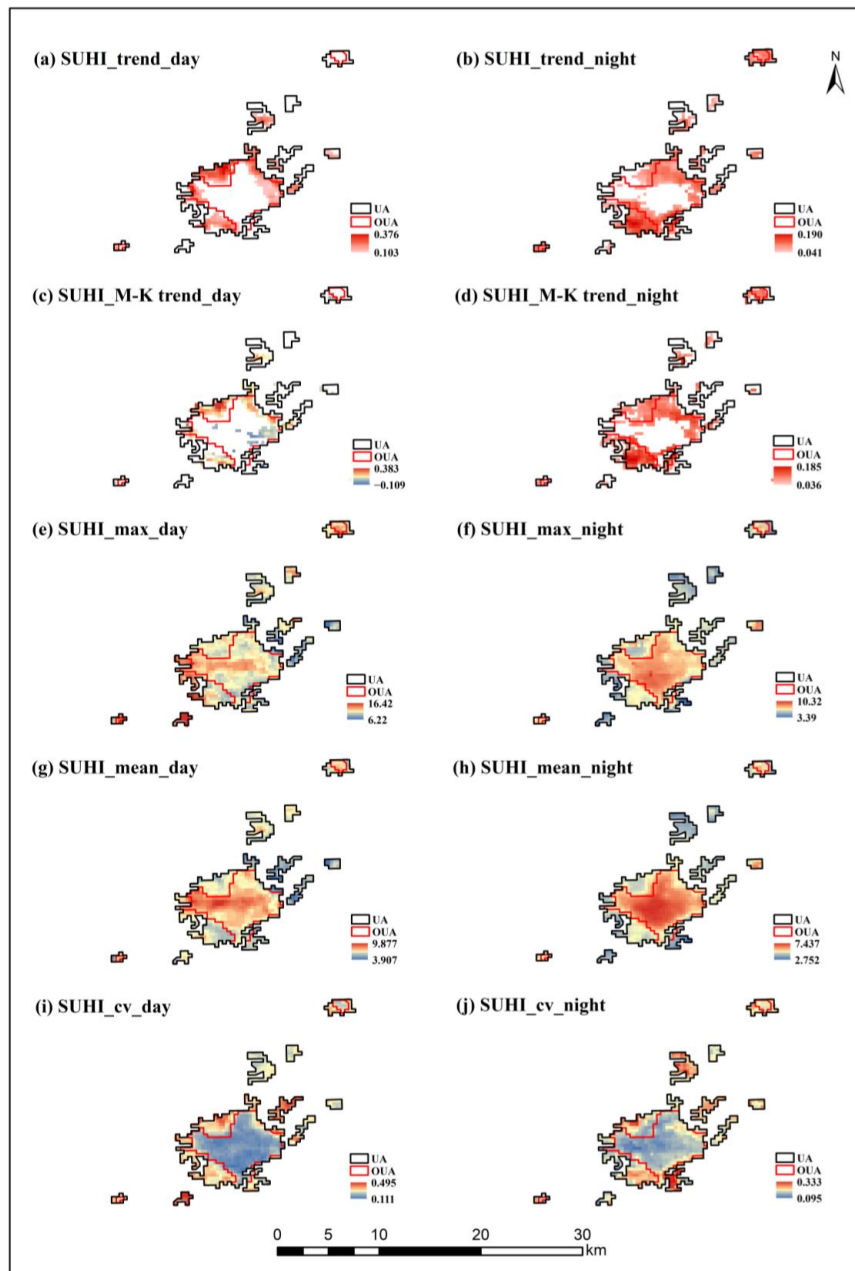 (a) SUHI_trend_day
(b) SUHI_trend_night
N
UA
OUA
0.376
0.103
UA
OUA
0.190
0.041
(c) SUHI_M-K trend_day
(d) SUHI_M-K trend_night
UA
OUA
0.383
−0.109
UA
OUA
0.185
0.036
(e) SUHI_max_day
(f) SUHI_max_night
UA
OUA
16.42
6.22
UA
OUA
10.32
3.39
(g) SUHI_mean_day
(h) SUHI_mean_night
UA
OUA
9.877
3.907
UA
OUA
7.437
2.752
(i) SUHI_cv_day
(j) SUHI_cv_night
UA
OUA
0.495
0.111
UA
OUA
0.333
0.095
0 5 10 20 30
km